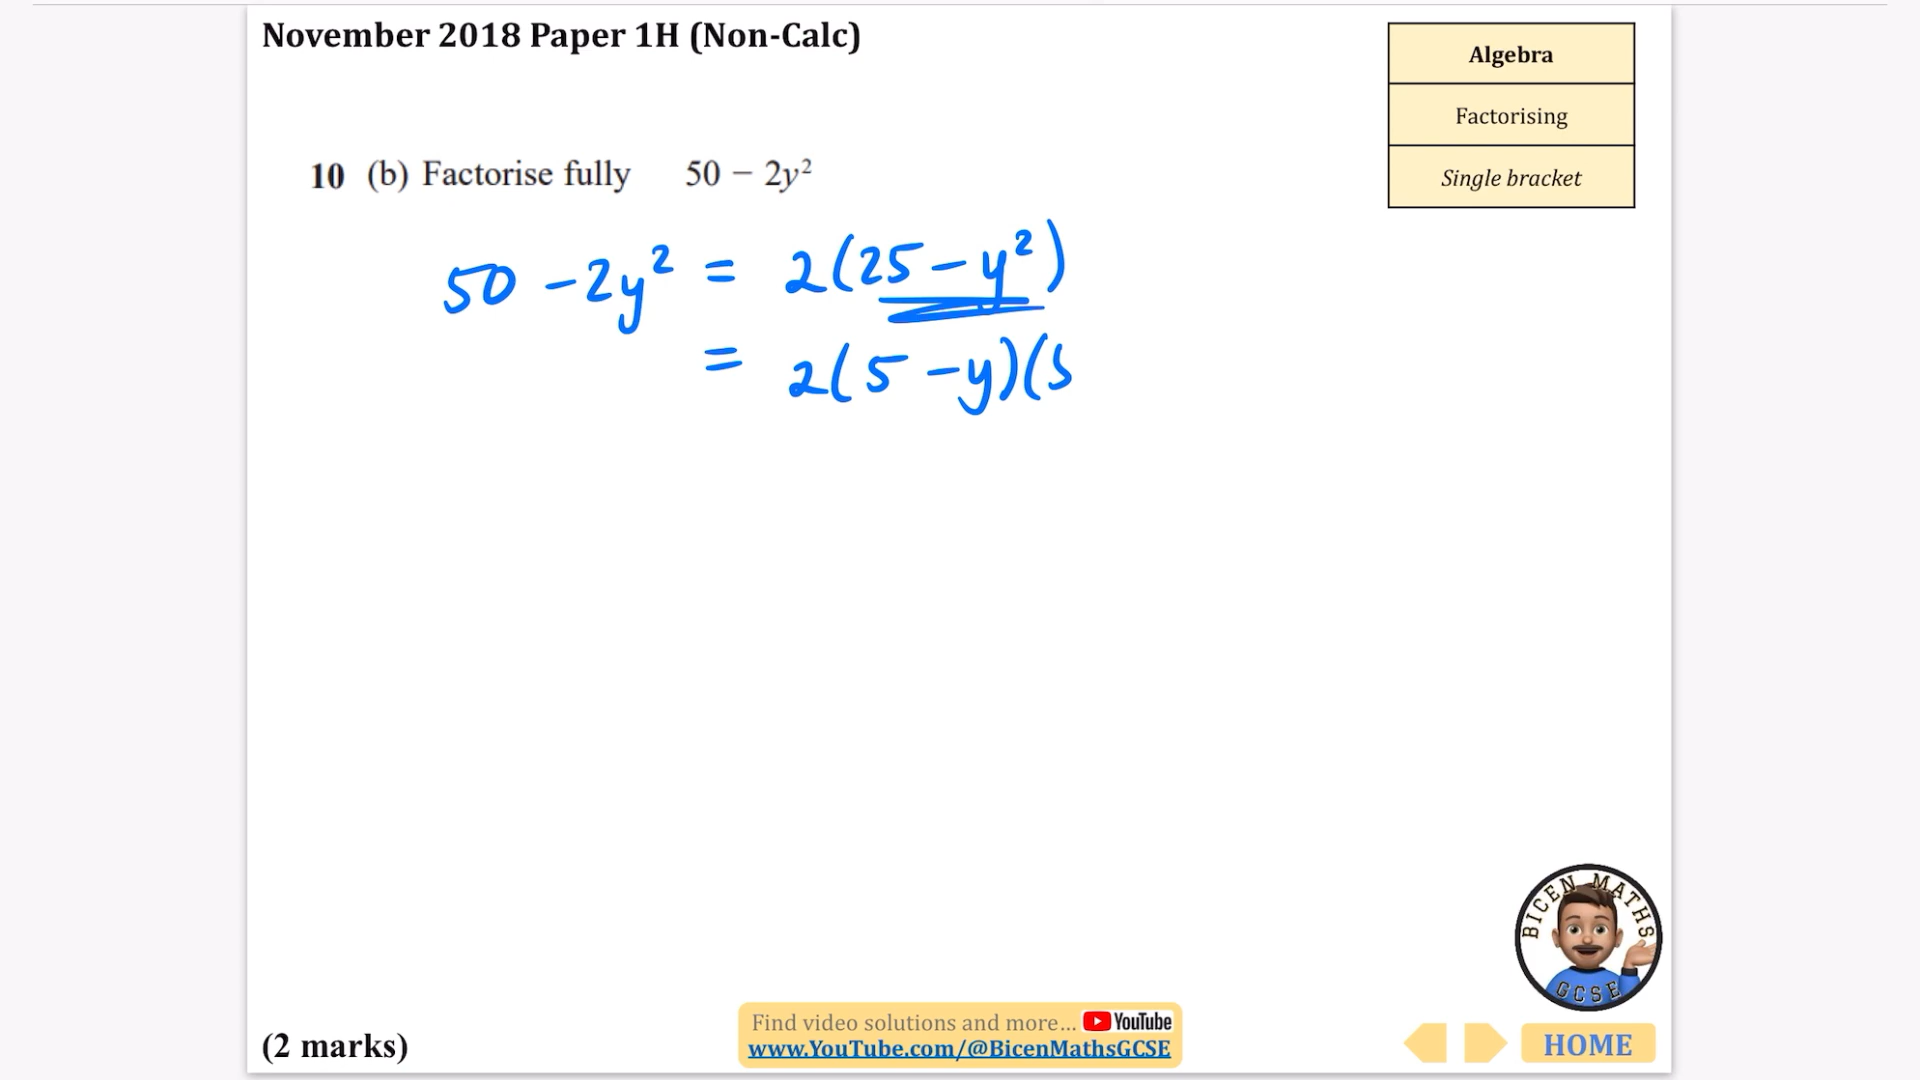 November 2018 Paper 1H (Non-Calc)
Algebra
Factorising
Single bracket
10 (b) Factorise fully 50 − 2y²
50 − 2y² = 2(25 − y²)
= 2(5 − y)(5
BICEN MATHS
GCSE
(2 marks)
Find video solutions and more... YouTube
www.YouTube.com/@BicenMathsGCSE
HOME